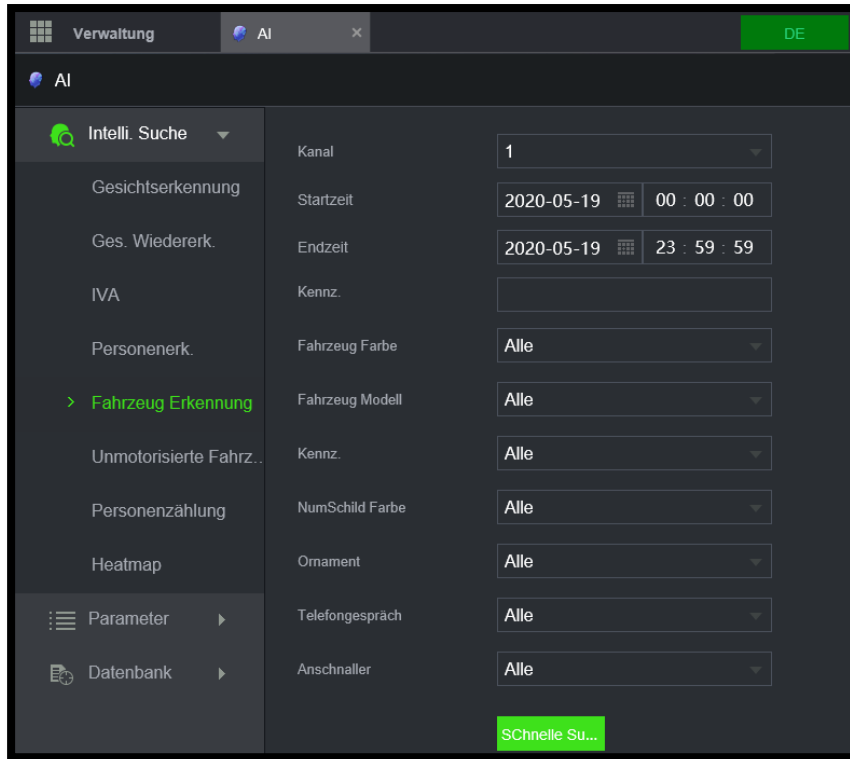 Verwaltung
AI
×
DE
AI
Intelli. Suche
Gesichtserkennung
Ges. Wiedererk.
IVA
Personenerk.
> Fahrzeug Erkennung
Unmotorisierte Fahrz..
Personenzählung
Heatmap
Parameter
Datenbank
Kanal 1
Startzeit 2020-05-19 00 : 00 : 00
Endzeit 2020-05-19 23 : 59 : 59
Kennz.
Fahrzeug Farbe Alle
Fahrzeug Modell Alle
Kennz. Alle
NumSchild Farbe Alle
Ornament Alle
Telefongespräch Alle
Anschnaller Alle
SChnelle Su...